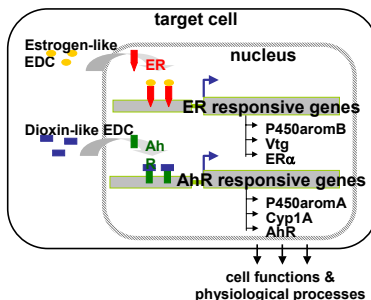 target cell
Estrogen-like
EDC
nucleus
ER
ER responsive genes
P450aromB
Vtg
ERα
Dioxin-like EDC
Ah
R
AhR responsive genes
P450aromA
Cyp1A
AhR
cell functions &
physiological processes